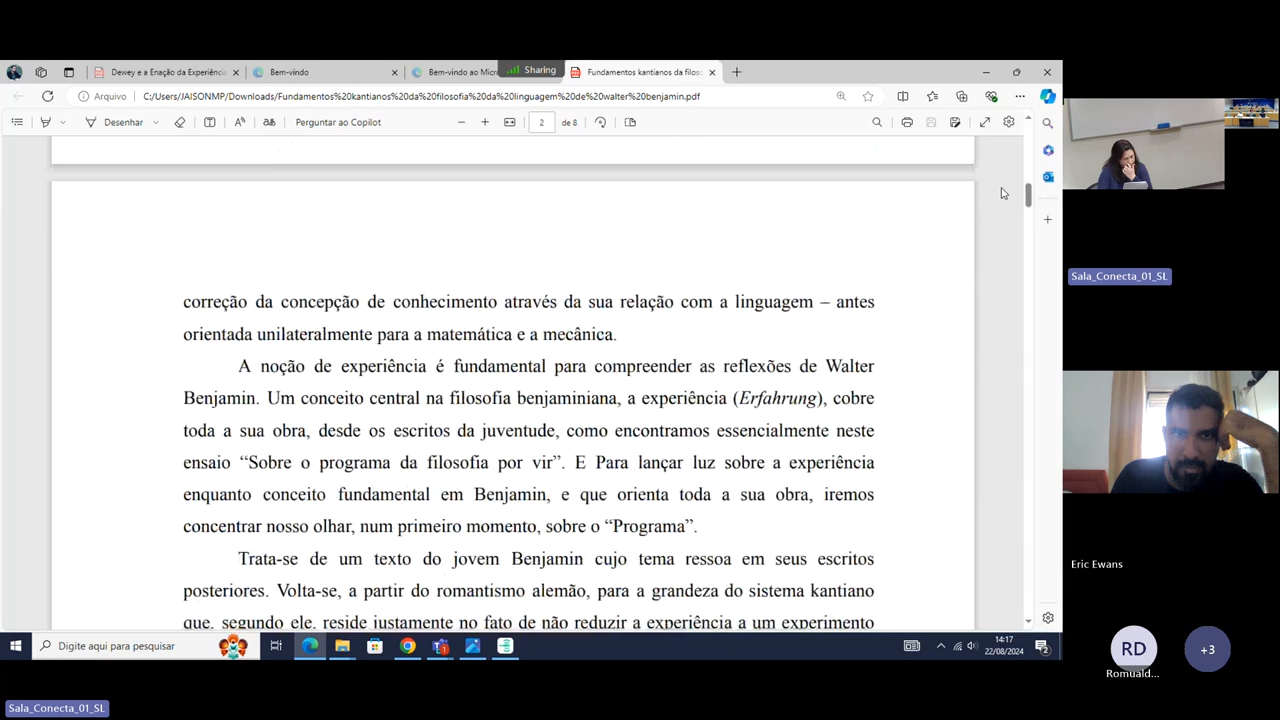 Dewey e a Enação da Experiênci
Bem-vindo
Bem-vindo ao Micr
Sharing
Fundamentos kantianos da filoso
Arquivo
C:/Users/JAISONMP/Downloads/Fundamentos%20kantianos%20da%20filosofia%20da%20linguagem%20de%20walter%20benjamin.pdf
Desenhar
Perguntar ao Copilot
2
de 8
correção da concepção de conhecimento através da sua relação com a linguagem – antes
orientada unilateralmente para a matemática e a mecânica.
A noção de experiência é fundamental para compreender as reflexões de Walter
Benjamin. Um conceito central na filosofia benjaminiana, a experiência (Erfahrung), cobre
toda a sua obra, desde os escritos da juventude, como encontramos essencialmente neste
ensaio “Sobre o programa da filosofia por vir”. E Para lançar luz sobre a experiência
enquanto conceito fundamental em Benjamin, e que orienta toda a sua obra, iremos
concentrar nosso olhar, num primeiro momento, sobre o “Programa”.
Trata-se de um texto do jovem Benjamin cujo tema ressoa em seus escritos
posteriores. Volta-se, a partir do romantismo alemão, para a grandeza do sistema kantiano
que, segundo ele, reside justamente no fato de não reduzir a experiência a um experimento
Digite aqui para pesquisar
14:17
22/08/2024
2
Sala_Conecta_01_SL
Eric Ewans
RD
Romuald...
+3
Sala_Conecta_01_SL